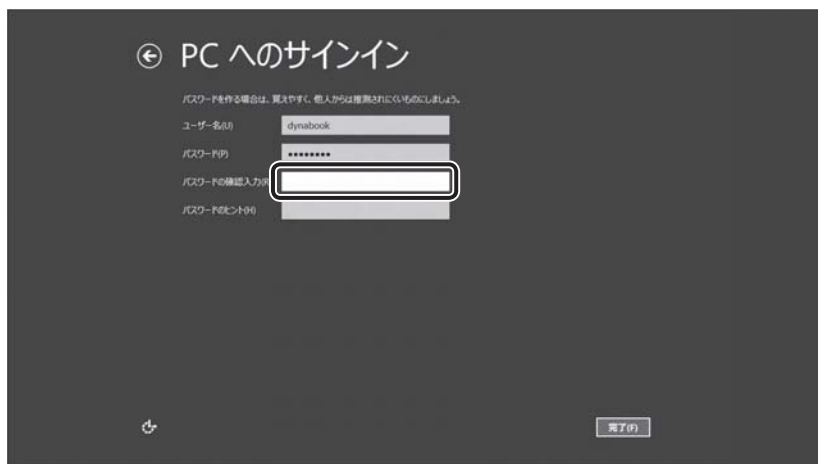 PC へのサインイン
パスワードを作る場合は、覚えやすく、他人からは推測されにくいものにしましょう。
ユーザー名(U)
dynabook
パスワード(P)
••••••••
パスワードの確認入力(R
パスワードのヒント(H)
完了(F)